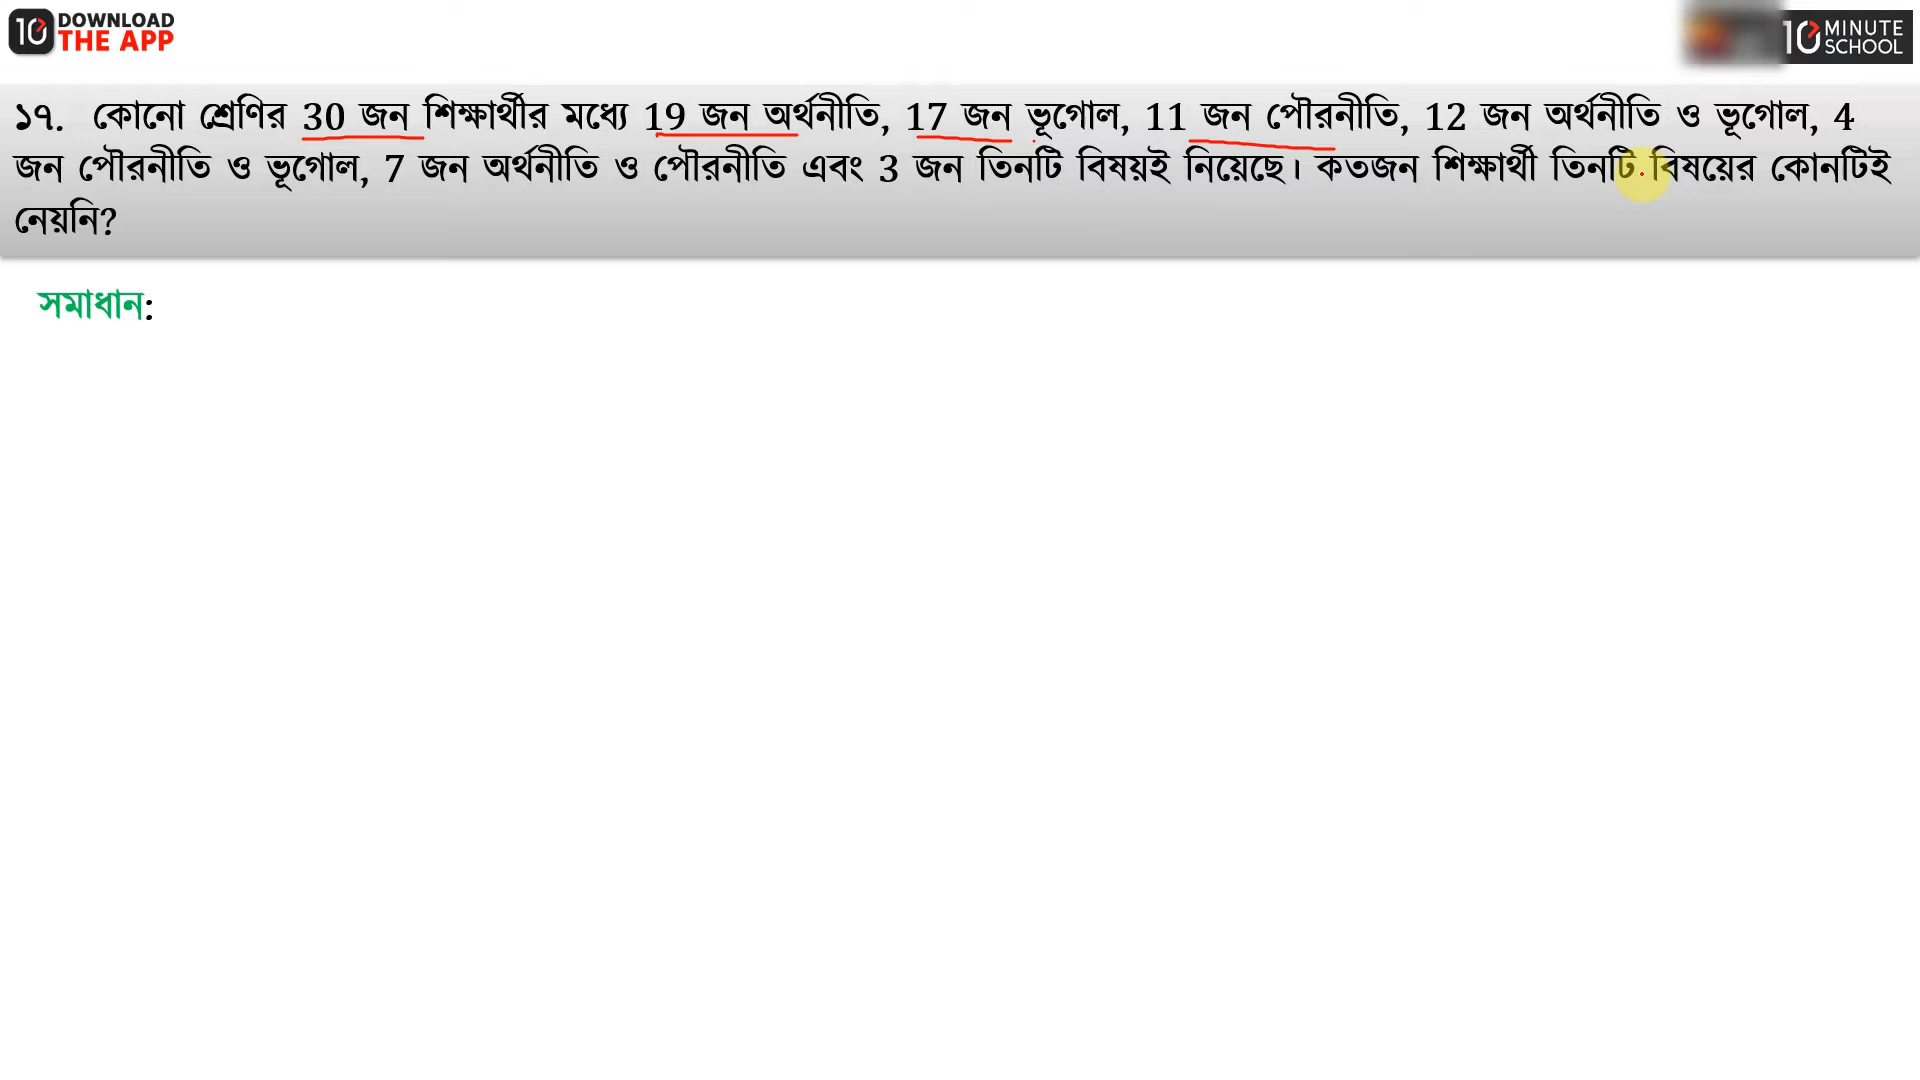 10 DOWNLOAD
THE APP
10 MINUTE
SCHOOL
১৭. কোনো শ্রেণির 30 জন শিক্ষার্থীর মধ্যে 19 জন অর্থনীতি, 17 জন ভূগোল, 11 জন পৌরনীতি, 12 জন অর্থনীতি ও ভূগোল, 4
জন পৌরনীতি ও ভূগোল, 7 জন অর্থনীতি ও পৌরনীতি এবং 3 জন তিনটি বিষয়ই নিয়েছে। কতজন শিক্ষার্থী তিনটি বিষয়ের কোনটিই
নেয়নি?
সমাধান: